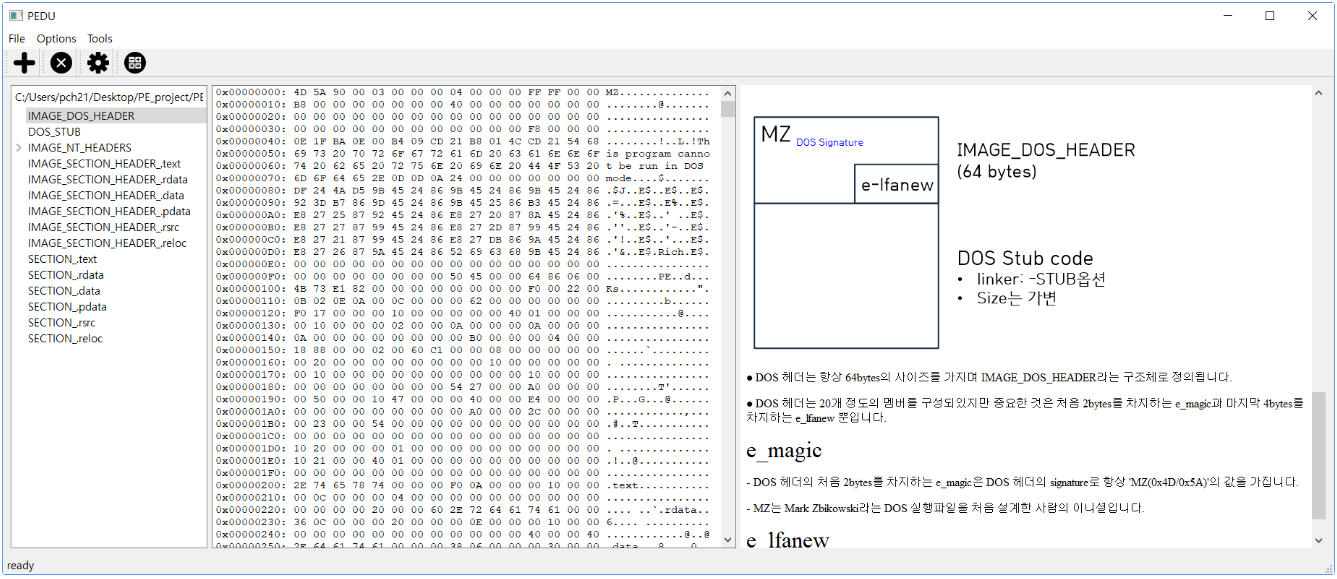 PEDU
File Options Tools
C:/Users/pch21/Desktop/PE_project/PE
IMAGE_DOS_HEADER
DOS_STUB
IMAGE_NT_HEADERS
IMAGE_SECTION_HEADER_.text
IMAGE_SECTION_HEADER_.rdata
IMAGE_SECTION_HEADER_.data
IMAGE_SECTION_HEADER_.pdata
IMAGE_SECTION_HEADER_.rsrc
IMAGE_SECTION_HEADER_.reloc
SECTION_.text
SECTION_.rdata
SECTION_.data
SECTION_.pdata
SECTION_.rsrc
SECTION_.reloc
0x00000000: 4D 5A 90 00 03 00 00 00 04 00 00 00 FF FF 00 00 MZ..............
0x00000010: B8 00 00 00 00 00 00 00 40 00 00 00 00 00 00 00 ........@.......
0x00000020: 00 00 00 00 00 00 00 00 00 00 00 00 00 00 00 00 ................
0x00000030: 00 00 00 00 00 00 00 00 00 00 00 00 F8 00 00 00 ................
0x00000040: 0E 1F BA 0E 00 B4 09 CD 21 B8 01 4C CD 21 54 68 ........!..L.!Th
0x00000050: 69 73 20 70 72 6F 67 72 61 6D 20 63 61 6E 6E 6F is program canno
0x00000060: 74 20 62 65 20 72 75 6E 20 69 6E 20 44 4F 53 20 t be run in DOS
0x00000070: 6D 6F 64 65 2E 0D 0D 0A 24 00 00 00 00 00 00 00 mode....$.......
0x00000080: DF 24 4A D5 9B 45 24 86 9B 45 24 86 9B 45 24 86 .$J..E$..E$..E$.
0x00000090: 92 3D B7 86 9D 45 24 86 9B 45 25 86 B3 45 24 86 .=...E$..E%..E$.
0x000000A0: E8 27 25 87 92 45 24 86 E8 27 20 87 8A 45 24 86 .'%..E$..' ..E$.
0x000000B0: E8 27 27 87 99 45 24 86 E8 27 2D 87 99 45 24 86 .''..E$..'-..E$.
0x000000C0: E8 27 21 87 99 45 24 86 E8 27 DB 86 9A 45 24 86 .'!..E$..'...E$.
0x000000D0: E8 27 26 87 9A 45 24 86 52 69 63 68 9B 45 24 86 .'&..E$.Rich.E$.
0x000000E0: 00 00 00 00 00 00 00 00 00 00 00 00 00 00 00 00 ................
0x000000F0: 00 00 00 00 00 00 00 00 50 45 00 00 64 86 06 00 ........PE..d...
0x00000100: 4B 73 E1 82 00 00 00 00 00 00 00 00 F0 00 22 00 Ks............".
0x00000110: 0B 02 0E 0A 00 0C 00 00 00 62 00 00 00 00 00 00 .........b......
0x00000120: F0 17 00 00 00 10 00 00 00 00 00 40 01 00 00 00 ...........@....
0x00000130: 00 10 00 00 00 02 00 00 0A 00 00 00 0A 00 00 00 ................
0x00000140: 0A 00 00 00 00 00 00 00 00 B0 00 00 00 04 00 00 ................
0x00000150: 18 88 00 00 02 00 60 C1 00 00 08 00 00 00 00 00 ......`.........
0x00000160: 00 20 00 00 00 00 00 00 00 00 10 00 00 00 00 00 . ..............
0x00000170: 00 10 00 00 00 00 00 00 00 00 00 00 10 00 00 00 ................
0x00000180: 00 00 00 00 00 00 00 00 54 27 00 00 A0 00 00 00 ........T'......
0x00000190: 00 50 00 00 10 47 00 00 00 40 00 00 E4 00 00 00 .P...G...@......
0x000001A0: 00 00 00 00 00 00 00 00 00 A0 00 00 2C 00 00 00 ............,...
0x000001B0: 00 23 00 00 54 00 00 00 00 00 00 00 00 00 00 00 .#..T...........
0x000001C0: 00 00 00 00 00 00 00 00 00 00 00 00 00 00 00 00 ................
0x000001D0: 10 20 00 00 00 01 00 00 00 00 00 00 00 00 00 00 . ..............
0x000001E0: 10 21 00 00 40 01 00 00 00 00 00 00 00 00 00 00 .!..@...........
0x000001F0: 00 00 00 00 00 00 00 00 00 00 00 00 00 00 00 00 ................
0x00000200: 2E 74 65 78 74 00 00 00 F0 0A 00 00 00 10 00 00 .text...........
0x00000210: 00 0C 00 00 00 04 00 00 00 00 00 00 00 00 00 00 ................
0x00000220: 00 00 00 00 20 00 00 60 2E 72 64 61 74 61 00 00 .... ..`.rdata..
0x00000230: 36 0C 00 00 00 20 00 00 00 0E 00 00 00 10 00 00 6.... ..........
0x00000240: 00 00 00 00 00 00 00 00 00 00 00 00 40 00 00 40 ............@..@
0x00000250: 2E 64 61 74 61 00 00 00 38 06 00 00 00 30 00 00 .data...8....0..
MZ DOS Signature
e-lfanew
IMAGE_DOS_HEADER
(64 bytes)
DOS Stub code
• linker: -STUB옵션
• Size는 가변
● DOS 헤더는 항상 64bytes의 사이즈를 가지며 IMAGE_DOS_HEADER라는 구조체로 정의됩니다.
● DOS 헤더는 20개 정도의 멤버를 구성되있지만 중요한 것은 처음 2bytes를 차지하는 e_magic과 마지막 4bytes를
차지하는 e_lfanew 뿐입니다.
e_magic
- DOS 헤더의 처음 2bytes를 차지하는 e_magic은 DOS 헤더의 signature로 항상 'MZ(0x4D/0x5A)'의 값을 가집니다.
- MZ는 Mark Zbikowski라는 DOS 실행파일을 처음 설계한 사람의 이니셜입니다.
e_lfanew
ready